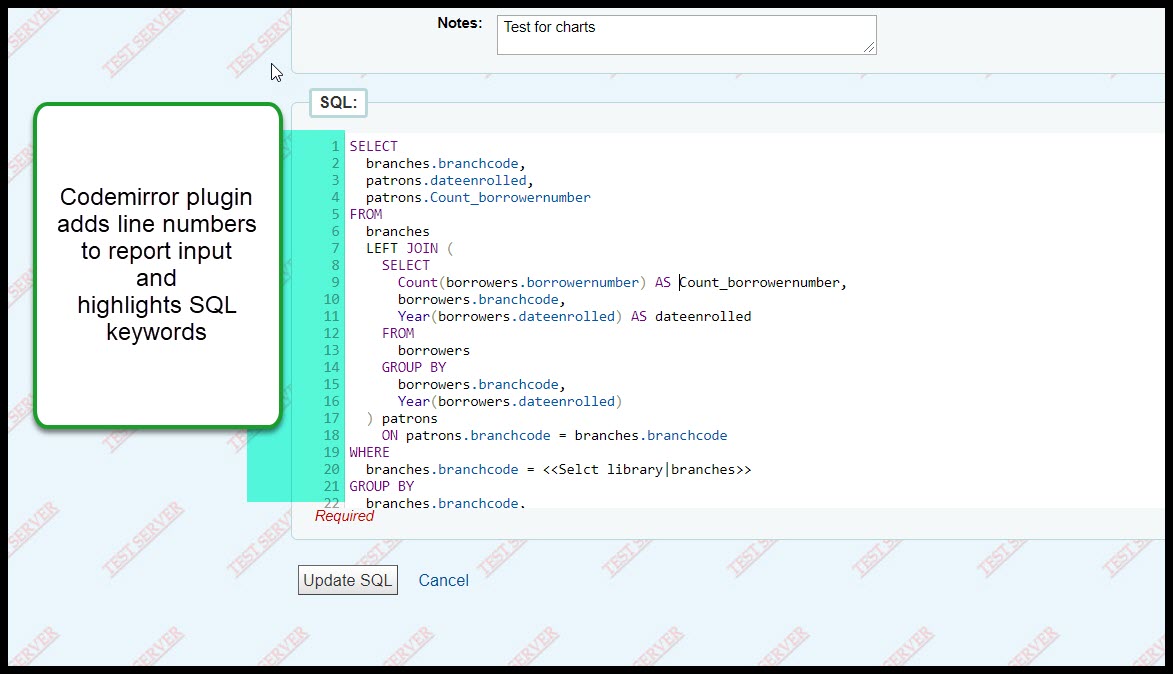 Notes:
Test for charts
SQL:
Codemirror plugin
adds line numbers
to report input
and
highlights SQL
keywords
1 SELECT
2 branches.branchcode,
3 patrons.dateenrolled,
4 patrons.Count_borrowernumber
5 FROM
6 branches
7 LEFT JOIN (
8 SELECT
9 Count(borrowers.borrowernumber) AS Count_borrowernumber,
10 borrowers.branchcode,
11 Year(borrowers.dateenrolled) AS dateenrolled
12 FROM
13 borrowers
14 GROUP BY
15 borrowers.branchcode,
16 Year(borrowers.dateenrolled)
17 ) patrons
18 ON patrons.branchcode = branches.branchcode
19 WHERE
20 branches.branchcode = <<Selct library|branches>>
21 GROUP BY
22 branches.branchcode,
Required
Update SQL Cancel
TEST SERVER